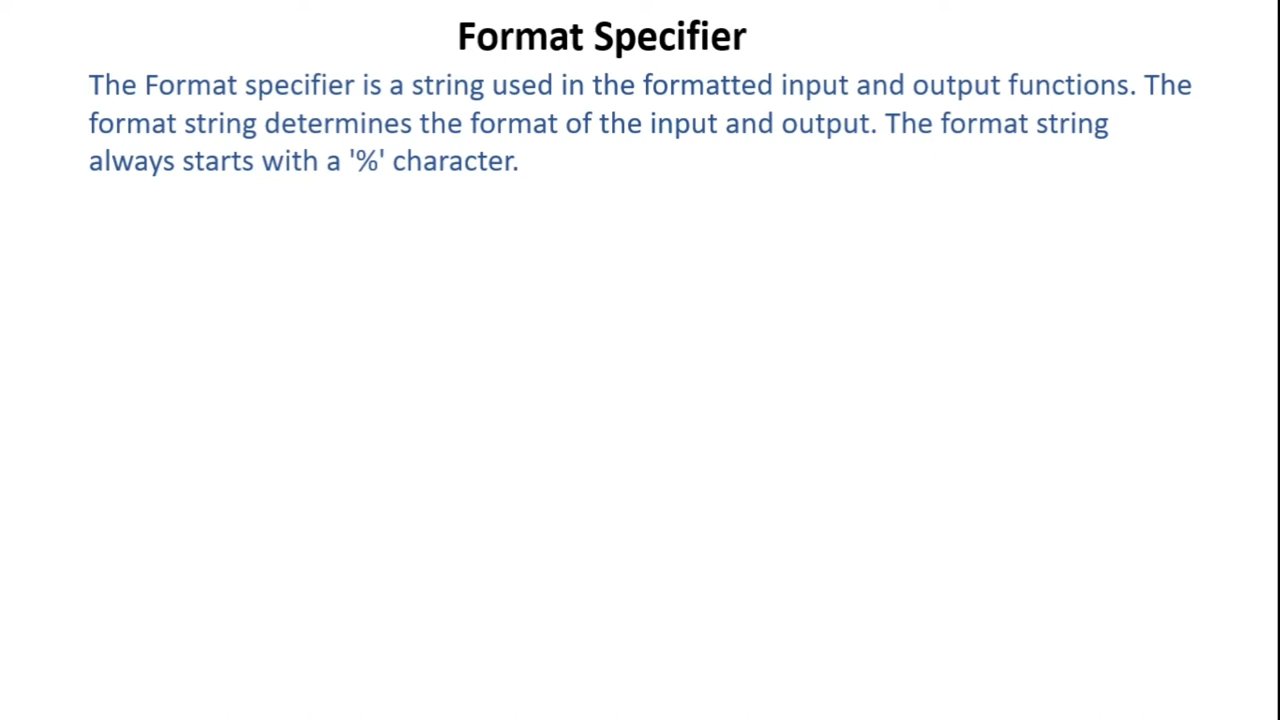 Format Specifier
The Format specifier is a string used in the formatted input and output functions. The
format string determines the format of the input and output. The format string
always starts with a '%' character.